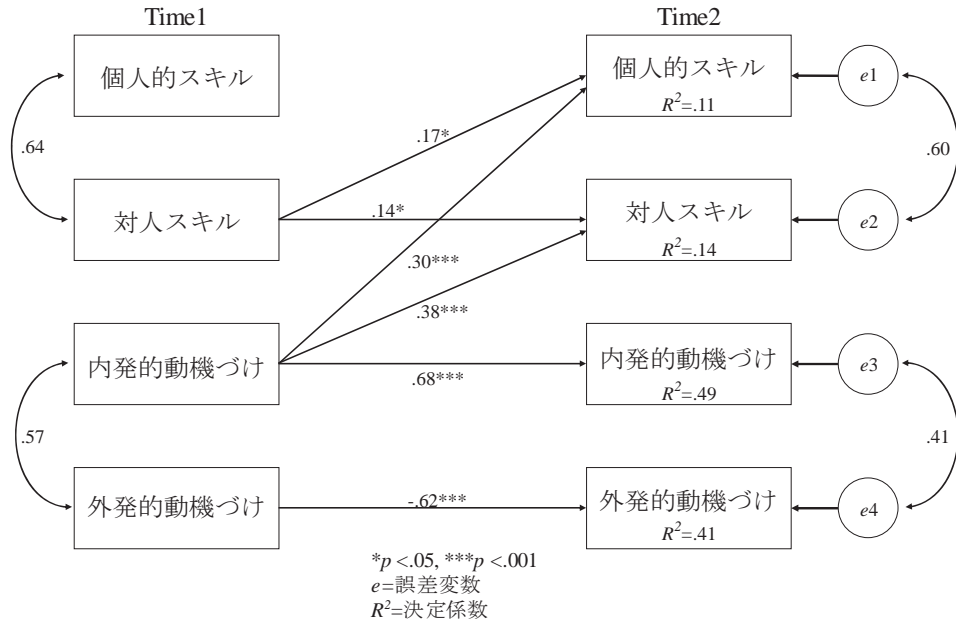 Time1
Time2
個人的スキル
対人スキル
内発的動機づけ
外発的動機づけ
.64
.57
.17*
.14*
.30***
.38***
.68***
-.62***
個人的スキル
R²=.11
対人スキル
R²=.14
内発的動機づけ
R²=.49
外発的動機づけ
R²=.41
e1
e2
e3
e4
.60
.41
*p <.05, ***p <.001
e=誤差変数
R²=決定係数